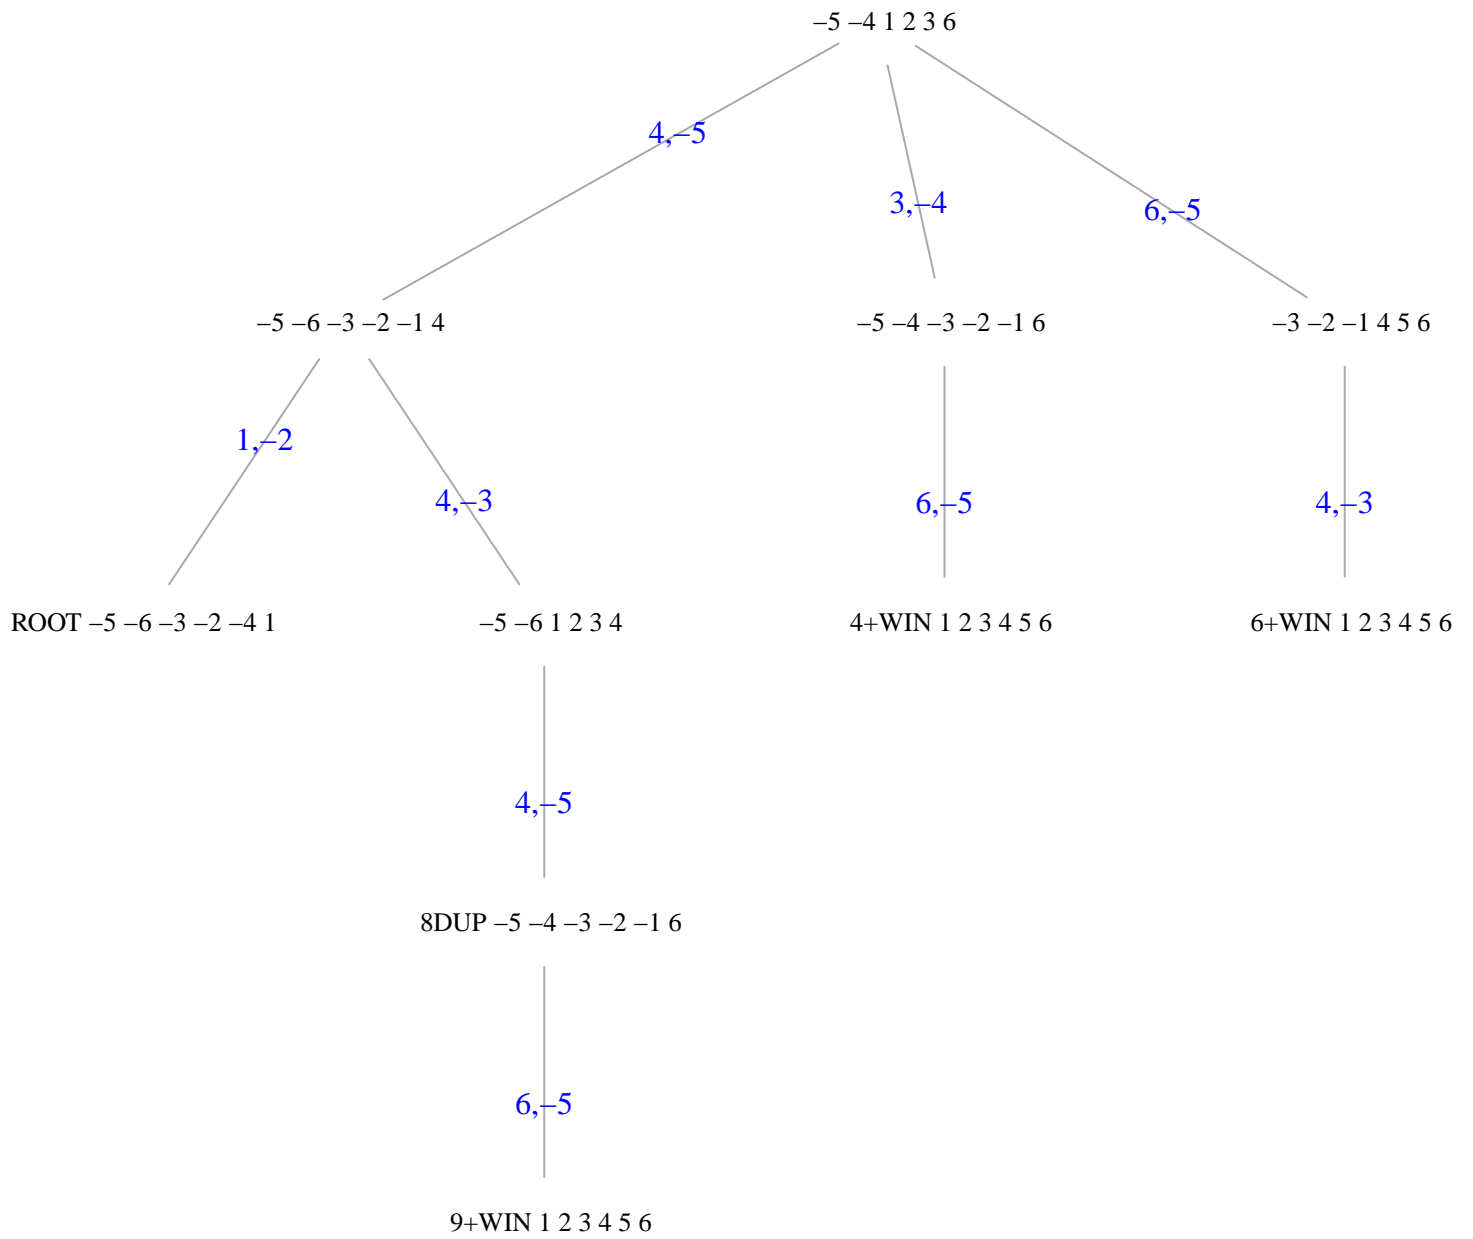 –5 –4 1 2 3 6
4,–5
3,–4
6,–5
–5 –6 –3 –2 –1 4
–5 –4 –3 –2 –1 6
–3 –2 –1 4 5 6
1,–2
4,–3
6,–5
4,–3
ROOT –5 –6 –3 –2 –4 1
–5 –6 1 2 3 4
4+WIN 1 2 3 4 5 6
6+WIN 1 2 3 4 5 6
4,–5
8DUP –5 –4 –3 –2 –1 6
6,–5
9+WIN 1 2 3 4 5 6